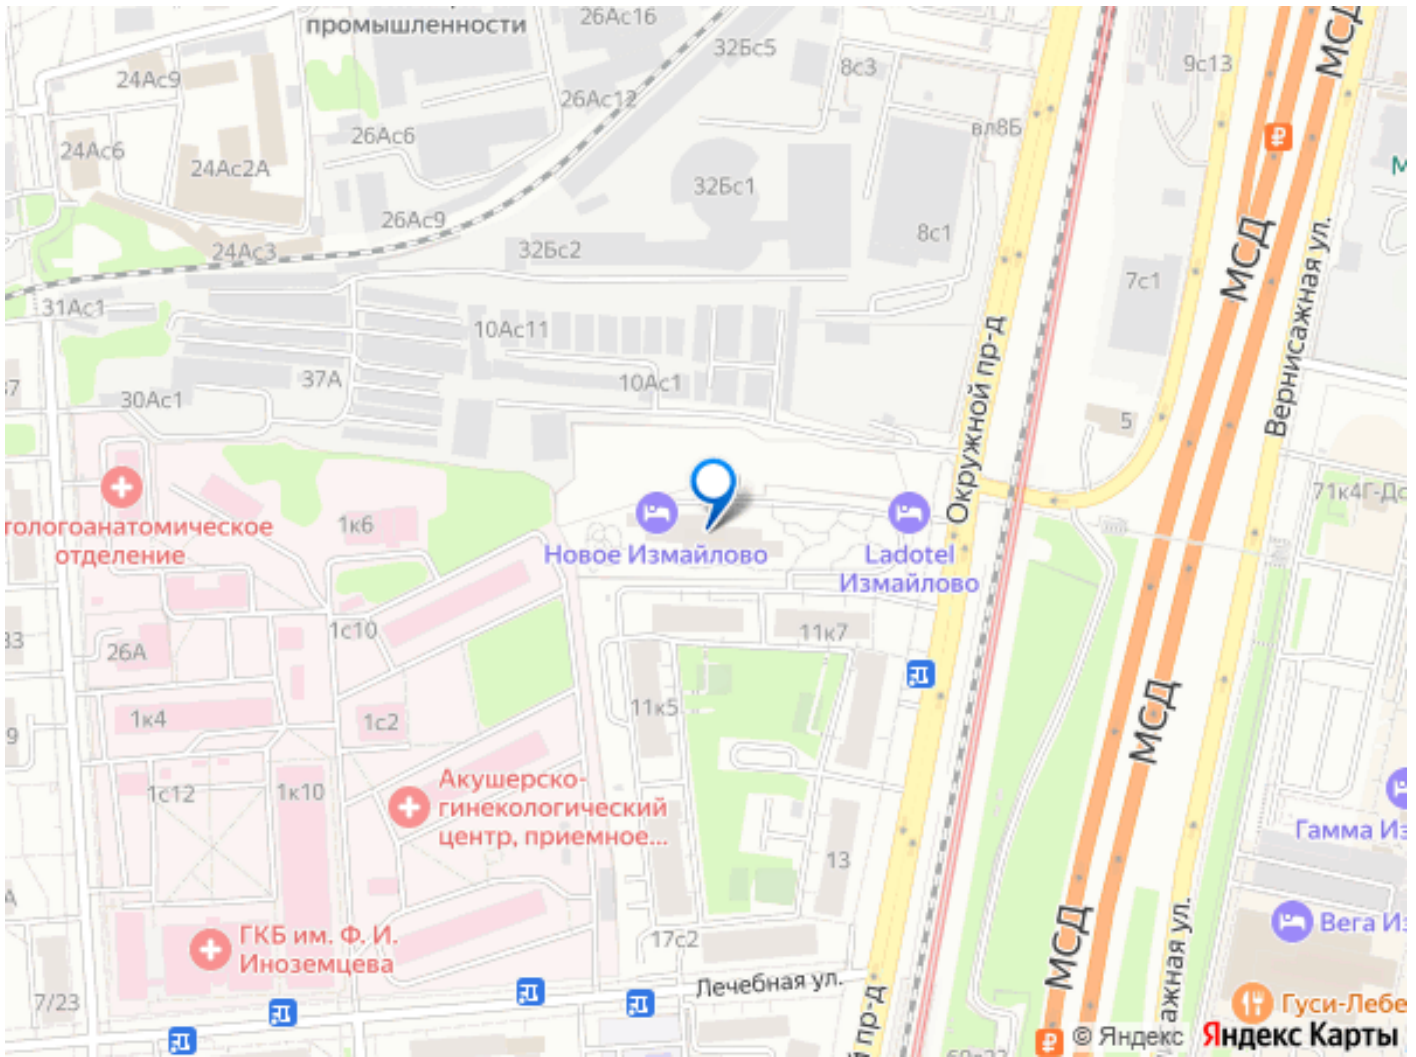 промышленности
26Ас16
32Бс5
8с3
9с13
МСД
24Ас9
26Ас12
вл8Б
26Ас6
24Ас6
24Ас2А
32Бс1
М
26Ас9
8с1
МСД
Вернисажная ул.
24Ас3
32Бс2
7с1
31Ас1
10Ас11
Окружной пр-д
37А
10Ас1
30Ас1
5
71к4Г-Дс
1к6
тологоанатомическое
отделение
Новое Измайлово
Ladotel
Измайлово
1с10
11к7
26А
11к5
1к4
1с2
МСД
1с12
1к10
Акушерско-
гинекологический
центр, приемное...
Гамма Из
13
ГКБ им. Ф. И.
Иноземцева
17с2
МСД
Вега Из
ажная ул.
7/23
Лечебная ул.
й пр-д
Гуси-Лебе
© Яндекс
Яндекс Карты